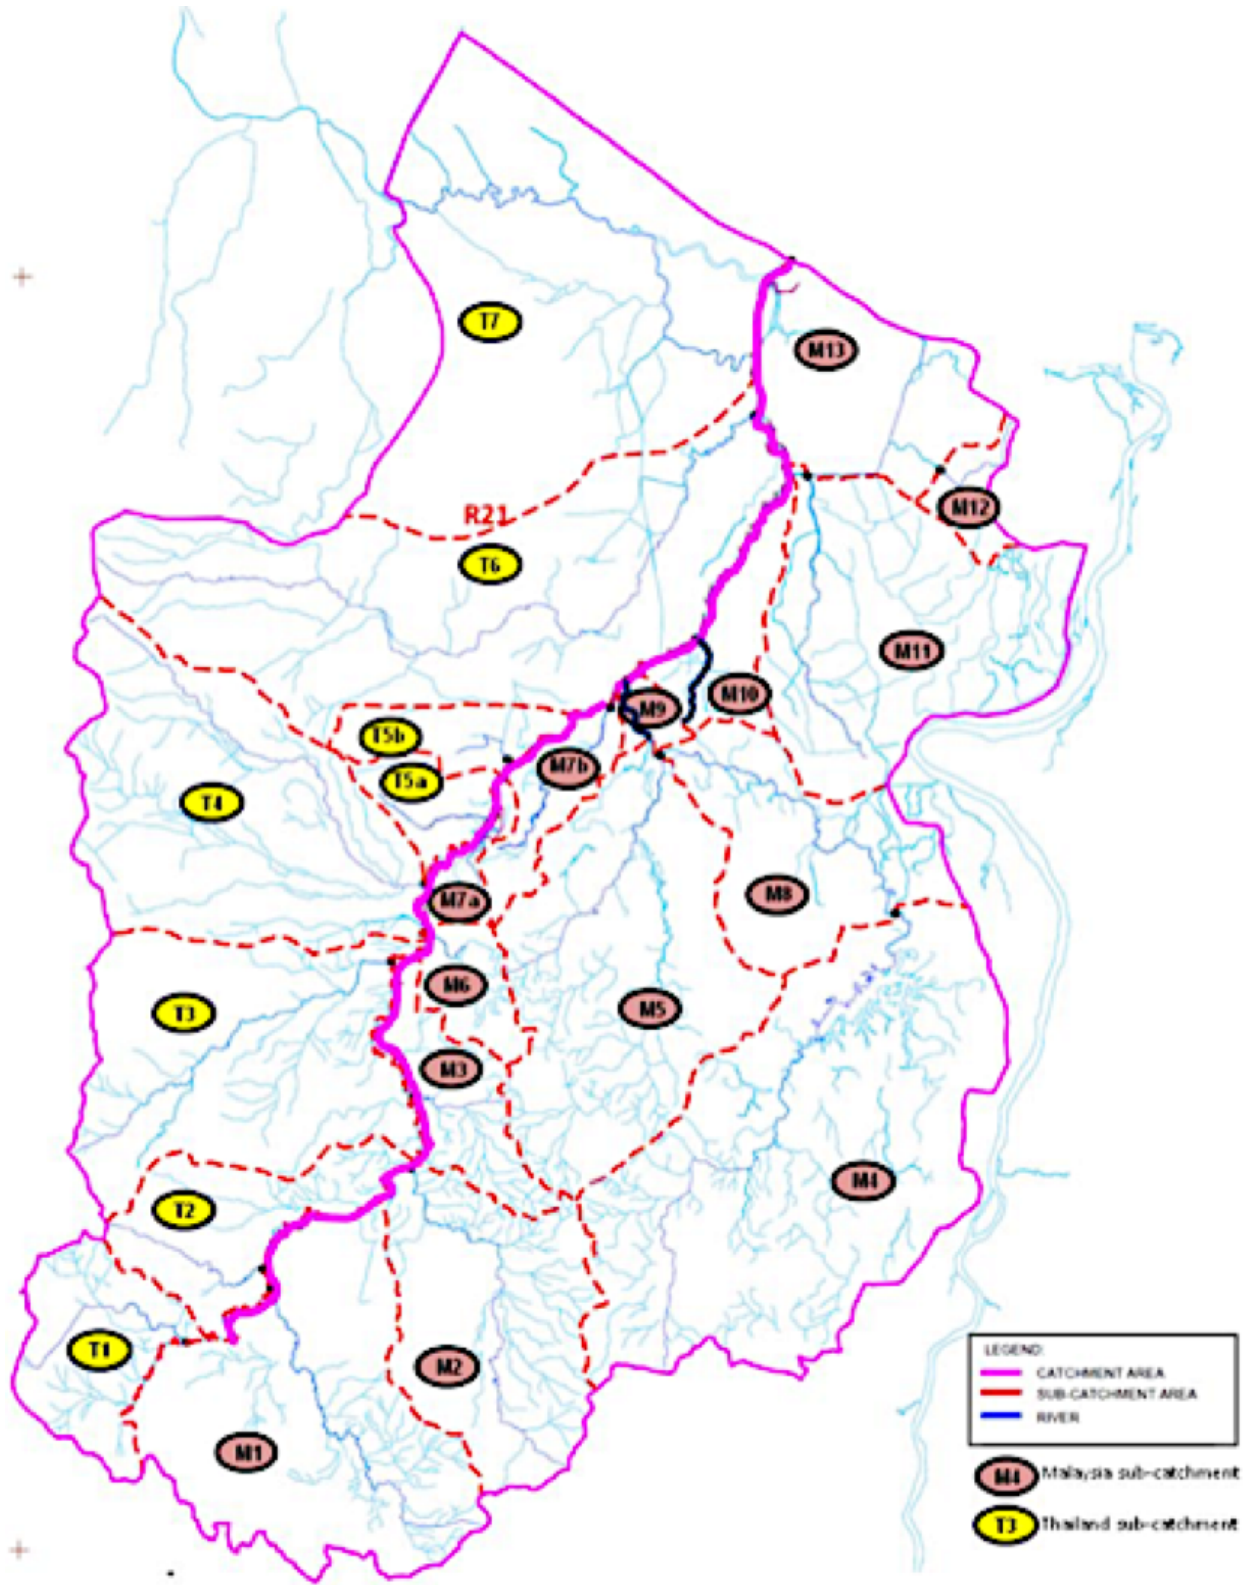 T7
M13
M12
R21
T6
M11
M10
M9
T5b
M7b
T5a
T4
M8
M7a
M6
T3
M5
M3
M4
T2
T1
M2
M1
LEGEND:
CATCHMENT AREA
SUB-CATCHMENT AREA
RIVER
M4 Malaysia sub-catchment
T3 Thailand sub-catchment